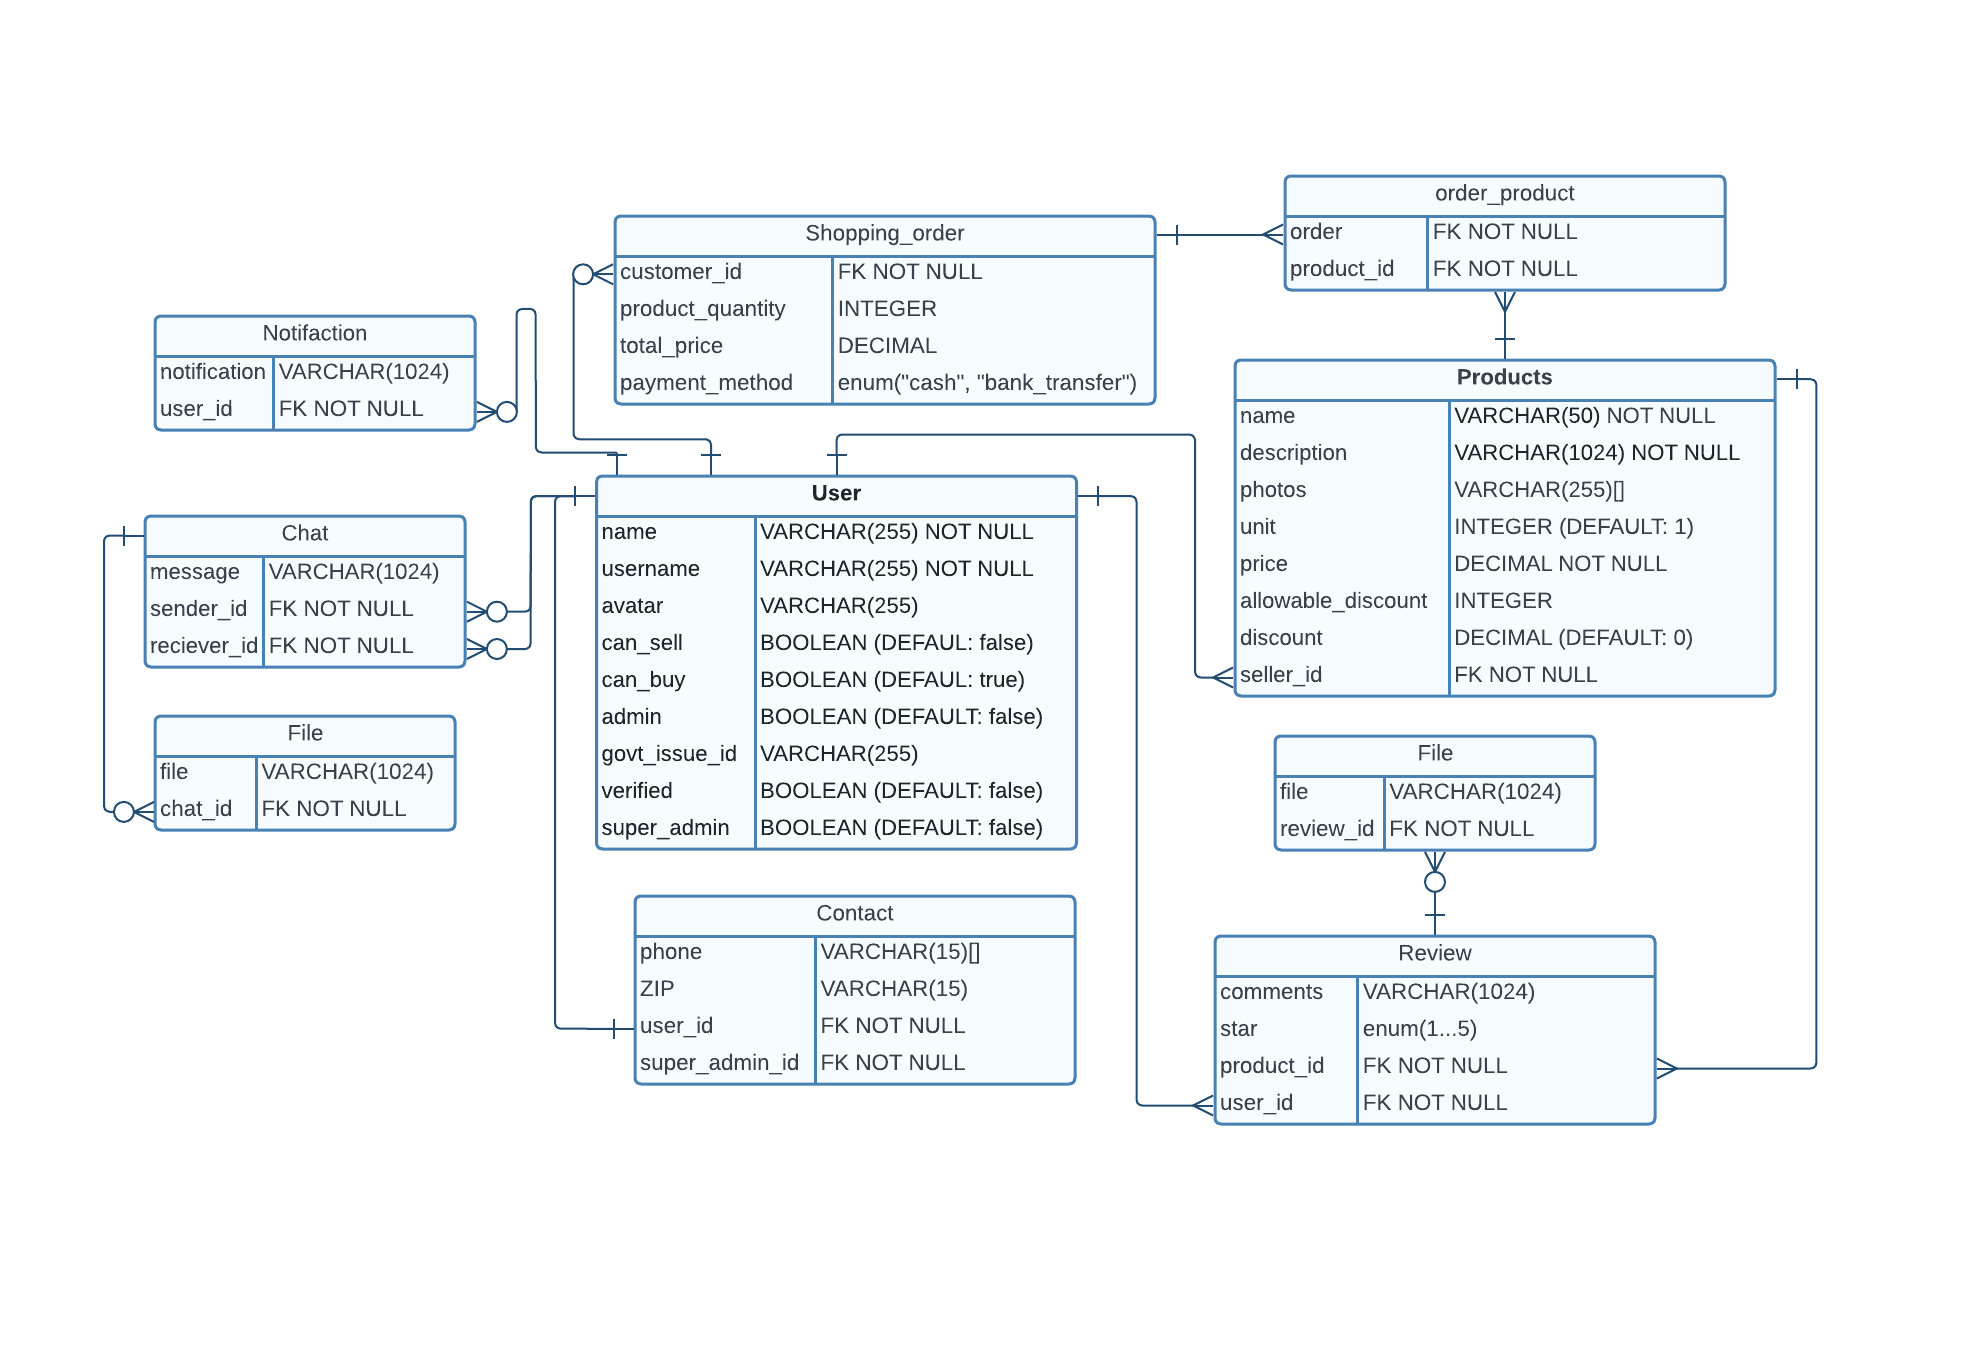 order_product
order FK NOT NULL
product_id FK NOT NULL
Shopping_order
customer_id FK NOT NULL
product_quantity INTEGER
total_price DECIMAL
payment_method enum("cash", "bank_transfer")
Notifaction
notification VARCHAR(1024)
user_id FK NOT NULL
Products
name VARCHAR(50) NOT NULL
description VARCHAR(1024) NOT NULL
photos VARCHAR(255)[]
unit INTEGER (DEFAULT: 1)
price DECIMAL NOT NULL
allowable_discount INTEGER
discount DECIMAL (DEFAULT: 0)
seller_id FK NOT NULL
User
name VARCHAR(255) NOT NULL
username VARCHAR(255) NOT NULL
avatar VARCHAR(255)
can_sell BOOLEAN (DEFAUL: false)
can_buy BOOLEAN (DEFAUL: true)
admin BOOLEAN (DEFAULT: false)
govt_issue_id VARCHAR(255)
verified BOOLEAN (DEFAULT: false)
super_admin BOOLEAN (DEFAULT: false)
Chat
message VARCHAR(1024)
sender_id FK NOT NULL
reciever_id FK NOT NULL
File
file VARCHAR(1024)
chat_id FK NOT NULL
File
file VARCHAR(1024)
review_id FK NOT NULL
Contact
phone VARCHAR(15)[]
ZIP VARCHAR(15)
user_id FK NOT NULL
super_admin_id FK NOT NULL
Review
comments VARCHAR(1024)
star enum(1...5)
product_id FK NOT NULL
user_id FK NOT NULL